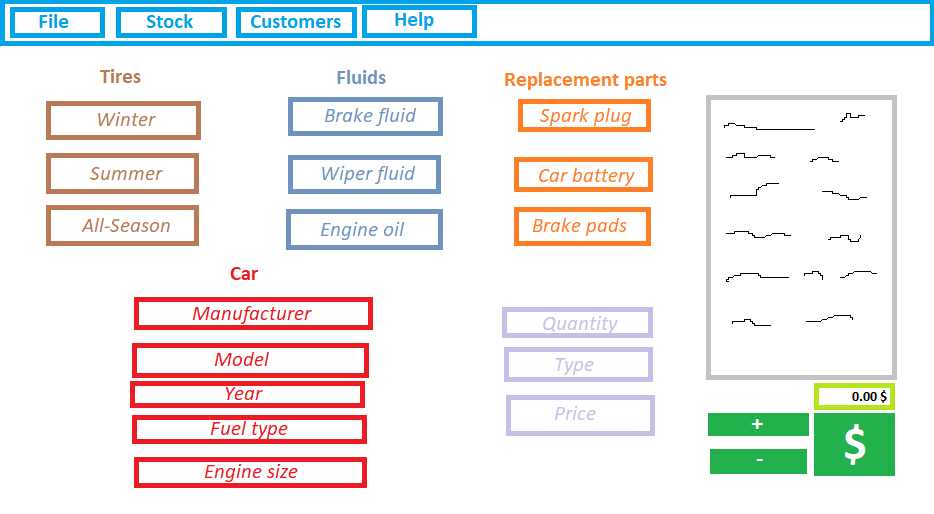 File
Stock
Customers
Help
Tires
Winter
Summer
All-Season
Fluids
Brake fluid
Wiper fluid
Engine oil
Replacement parts
Spark plug
Car battery
Brake pads
Car
Manufacturer
Model
Year
Fuel type
Engine size
Quantity
Type
Price
0.00 $
+
-
$